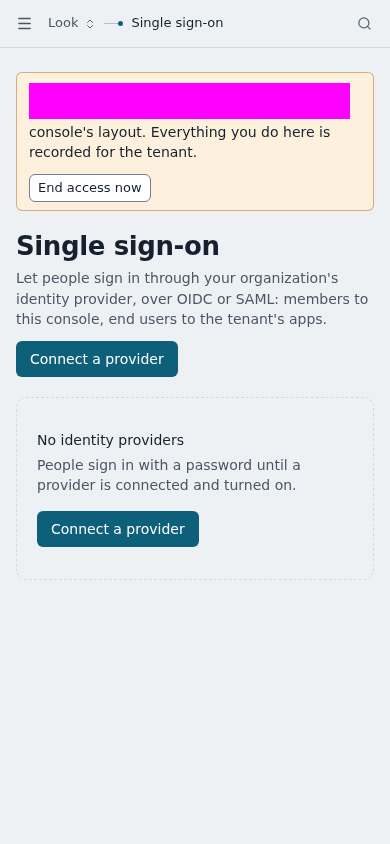 Look
Single sign-on
console's layout. Everything you do here is
recorded for the tenant.
End access now
Single sign-on
Let people sign in through your organization's
identity provider, over OIDC or SAML: members to
this console, end users to the tenant's apps.
Connect a provider
No identity providers
People sign in with a password until a
provider is connected and turned on.
Connect a provider